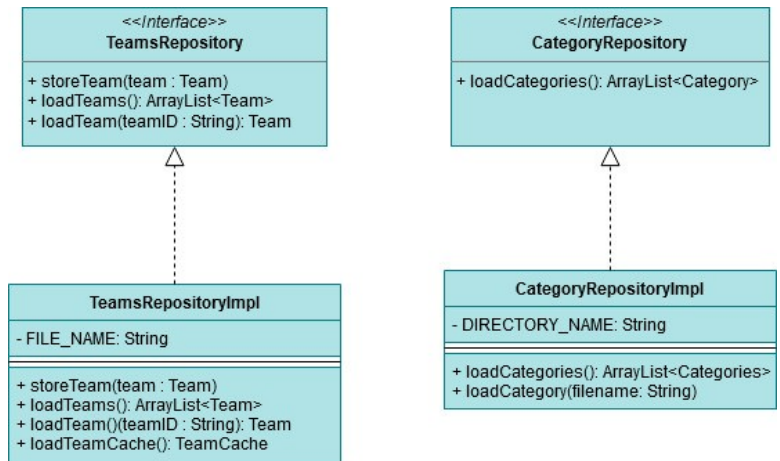 <<Interface>>
TeamsRepository
+ storeTeam(team : Team)
+ loadTeams(): ArrayList<Team>
+ loadTeam(teamID : String): Team
<<Interface>>
CategoryRepository
+ loadCategories(): ArrayList<Category>
TeamsRepositoryImpl
- FILE_NAME: String
+ storeTeam(team : Team)
+ loadTeams(): ArrayList<Team>
+ loadTeam()(teamID : String): Team
+ loadTeamCache(): TeamCache
CategoryRepositoryImpl
- DIRECTORY_NAME: String
+ loadCategories(): ArrayList<Categories>
+ loadCategory(filename: String)